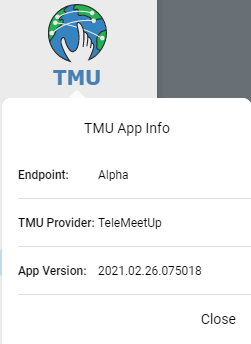 TMU
TMU App Info
Endpoint: Alpha
TMU Provider: TeleMeetUp
App Version: 2021.02.26.075018
Close